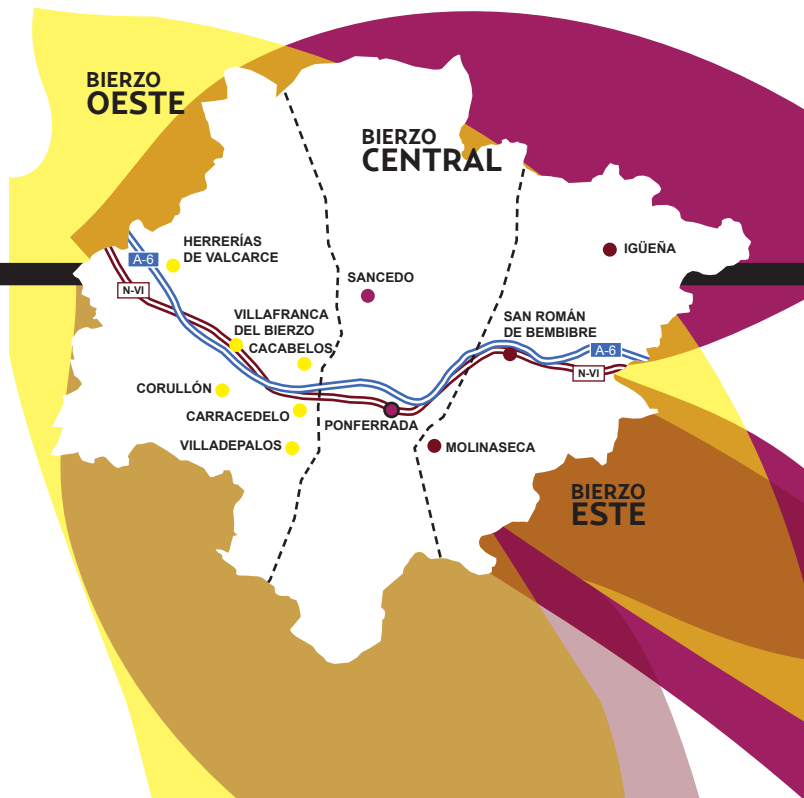 BIERZO
OESTE
BIERZO
CENTRAL
HERRERÍAS
DE VALCARCE
A-6
N-VI
IGÜEÑA
SANCEDO
VILLAFRANCA
DEL BIERZO
CACABELOS
SAN ROMÁN
DE BEMBIBRE
A-6
N-VI
CORULLÓN
CARRACEDELO
PONFERRADA
VILLADEPALOS
MOLINASECA
BIERZO
ESTE